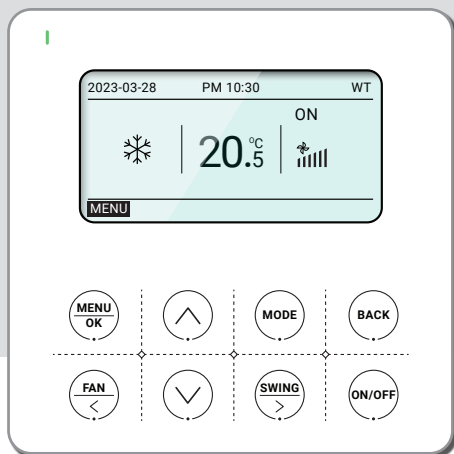 2023-03-28 PM 10:30 WT
ON
20.5 °C
MENU
MENU
OK
MODE
BACK
FAN
<
SWING
>
ON/OFF